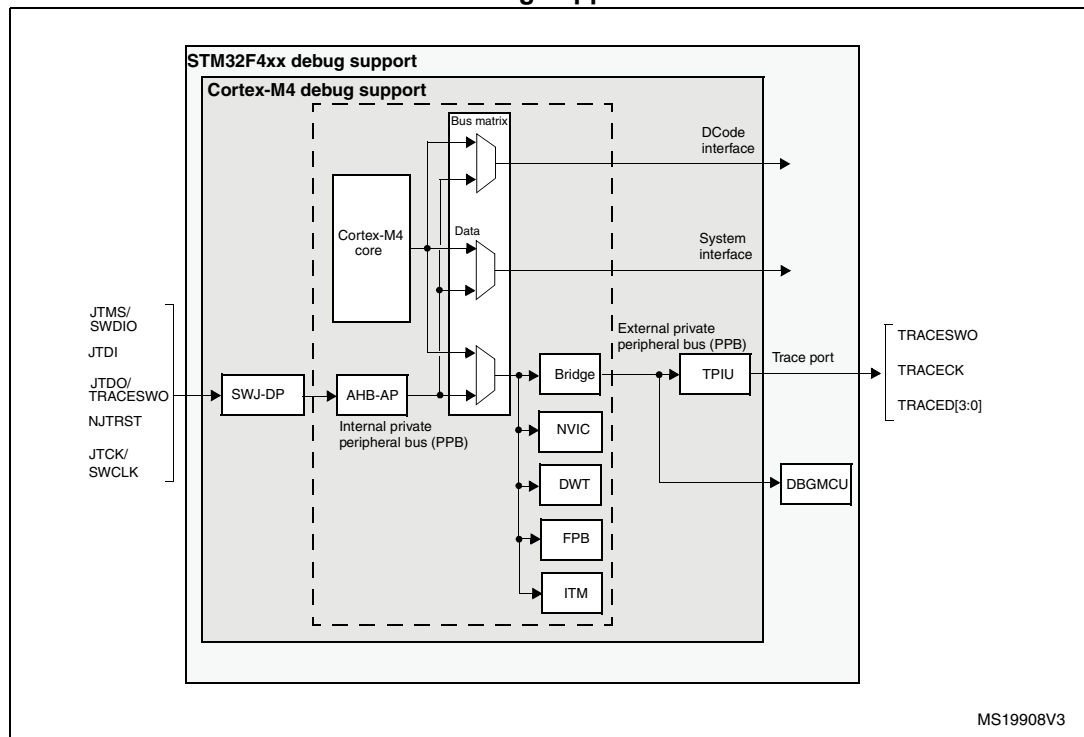 STM32F4xx debug support
Cortex-M4 debug support
Bus matrix
DCode
interface
Cortex-M4
core
Data
System
interface
JTMS/
SWDIO
JTDI
JTDO/
TRACESWO
NJTRST
JTCK/
SWCLK
SWJ-DP
AHB-AP
Internal private
peripheral bus (PPB)
Bridge
NVIC
DWT
FPB
ITM
External private
peripheral bus (PPB)
TPIU
Trace port
DBGMCU
TRACESWO
TRACECK
TRACED[3:0]
MS19908V3